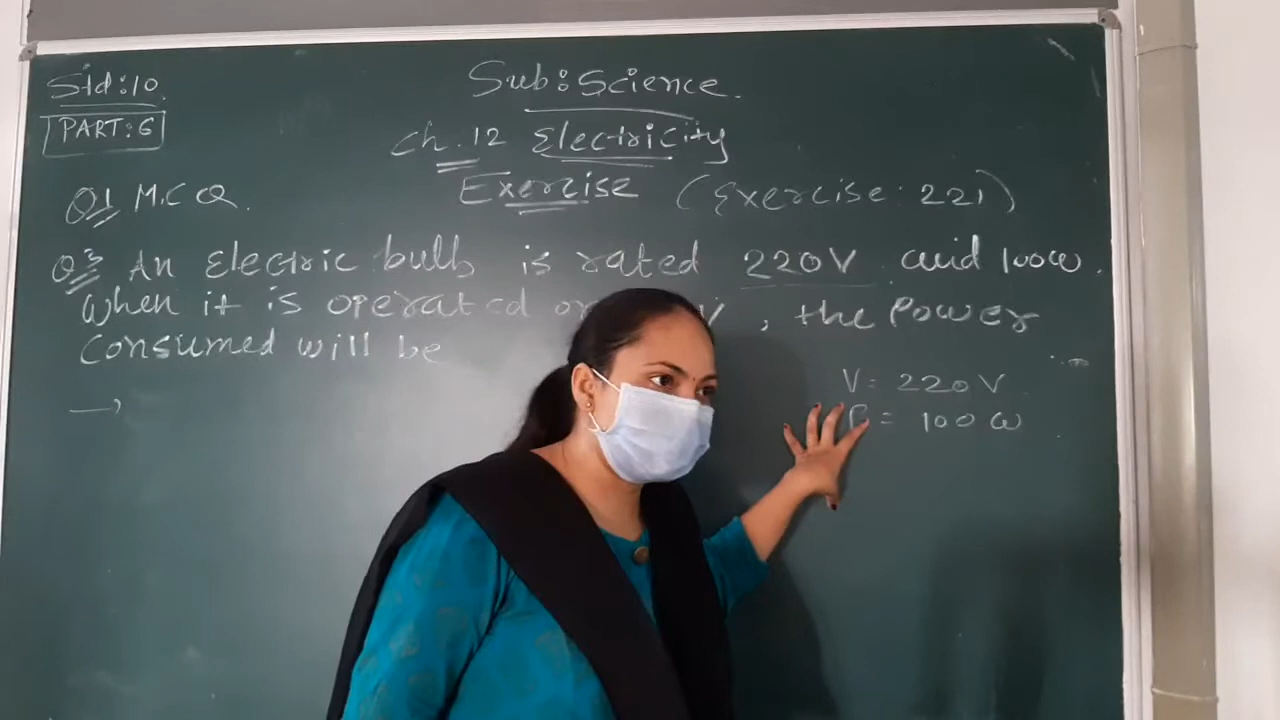 Std:10
Sub:Science.
PART:6
Ch.12 Electricity
Q1 M.C.Q.
Exercise (Exercise:221)
Q3 An Electric bulb is rated 220V and 100W.
When it is operated on V, the Power
Consumed will be
→
V = 220V
P = 100 W